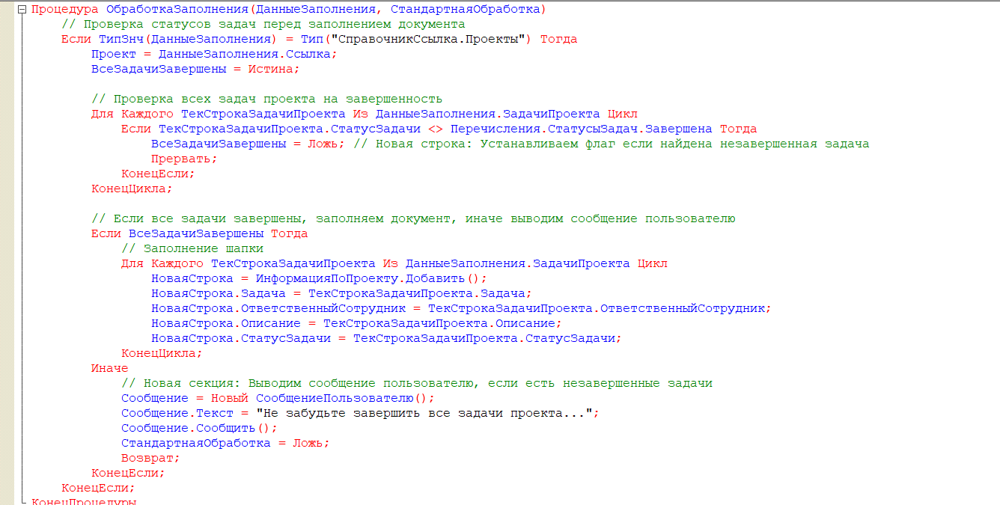 Процедура ОбработкаЗаполнения(ДанныеЗаполнения, СтандартнаяОбработка)
// Проверка статусов задач перед заполнением документа
Если ТипЗнч(ДанныеЗаполнения) = Тип("СправочникСсылка.Проекты") Тогда
Проект = ДанныеЗаполнения.Ссылка;
ВсеЗадачиЗавершены = Истина;
// Проверка всех задач проекта на завершенность
Для Каждого ТекСтрокаЗадачиПроекта Из ДанныеЗаполнения.ЗадачиПроекта Цикл
Если ТекСтрокаЗадачиПроекта.СтатусЗадачи <> Перечисления.СтатусыЗадач.Завершена Тогда
ВсеЗадачиЗавершены = Ложь; // Новая строка: Устанавливаем флаг если найдена незавершенная задача
Прервать;
КонецЕсли;
КонецЦикла;
// Если все задачи завершены, заполняем документ, иначе выводим сообщение пользователю
Если ВсеЗадачиЗавершены Тогда
// Заполнение шапки
Для Каждого ТекСтрокаЗадачиПроекта Из ДанныеЗаполнения.ЗадачиПроекта Цикл
НоваяСтрока = ИнформацияПоПроекту.Добавить();
НоваяСтрока.Задача = ТекСтрокаЗадачиПроекта.Задача;
НоваяСтрока.ОтветственныйСотрудник = ТекСтрокаЗадачиПроекта.ОтветственныйСотрудник;
НоваяСтрока.Описание = ТекСтрокаЗадачиПроекта.Описание;
НоваяСтрока.СтатусЗадачи = ТекСтрокаЗадачиПроекта.СтатусЗадачи;
КонецЦикла;
Иначе
// Новая секция: Выводим сообщение пользователю, если есть незавершенные задачи
Сообщение = Новый СообщениеПользователю();
Сообщение.Текст = "Не забудьте завершить все задачи проекта...";
Сообщение.Сообщить();
СтандартнаяОбработка = Ложь;
Возврат;
КонецЕсли;
КонецЕсли;
КонецПроцедуры